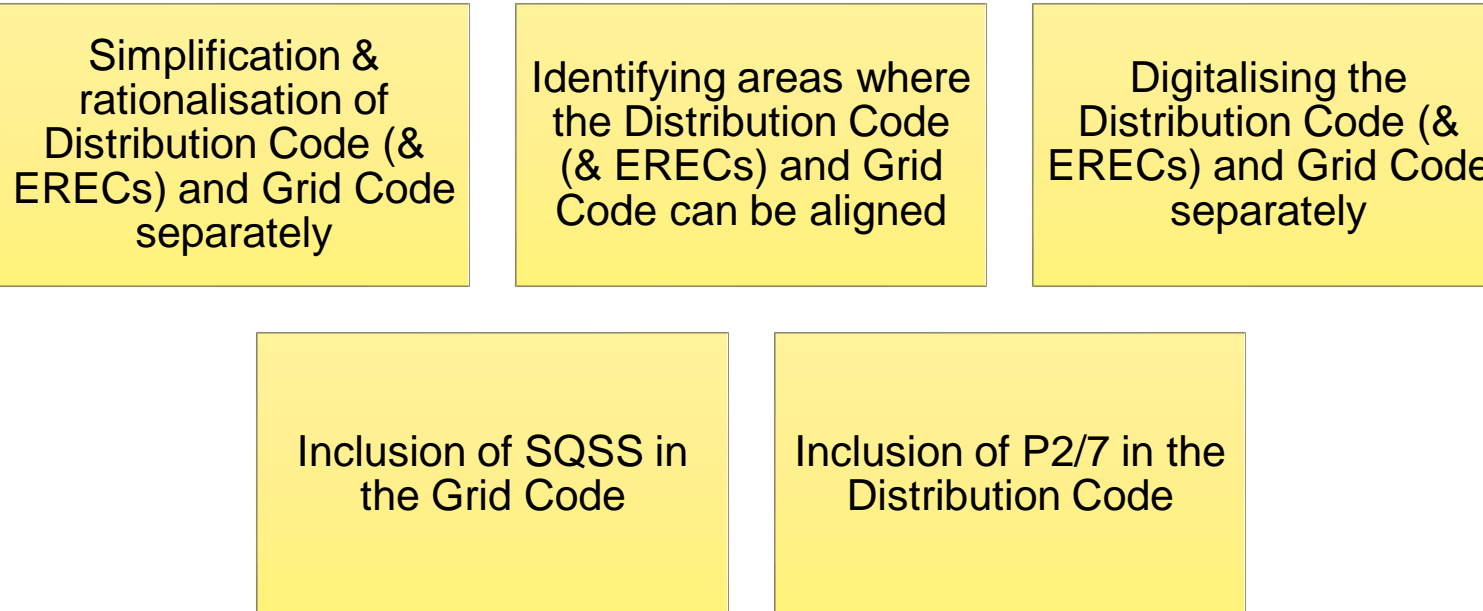 Simplification &
rationalisation of
Distribution Code (&
ERECs) and Grid Code
separately
Identifying areas where
the Distribution Code
(& ERECs) and Grid
Code can be aligned
Digitalising the
Distribution Code (&
ERECs) and Grid Code
separately
Inclusion of SQSS in
the Grid Code
Inclusion of P2/7 in the
Distribution Code